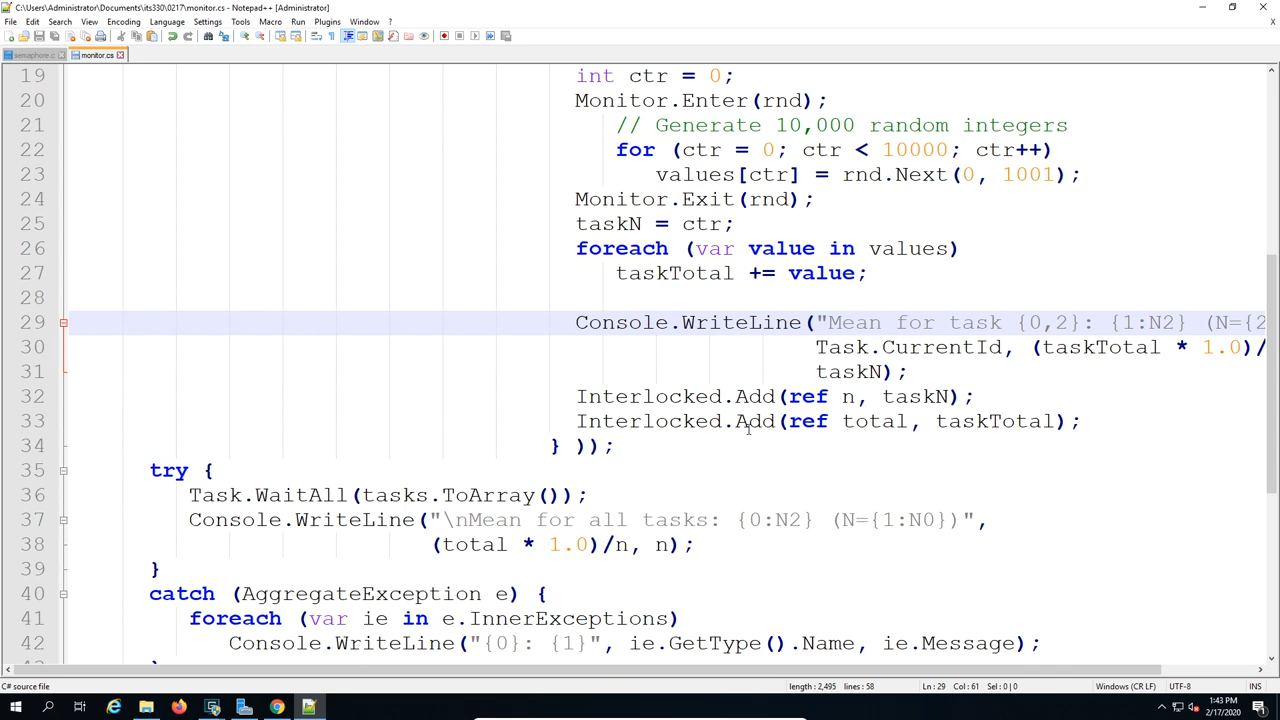 C:\Users\Administrator\Documents\its330\0217\monitor.cs - Notepad++ [Administrator]
File Edit Search View Encoding Language Settings Tools Macro Run Plugins Window ?
semaphore.c monitor.cs
19 int ctr = 0;
20 Monitor.Enter(rnd);
21 // Generate 10,000 random integers
22 for (ctr = 0; ctr < 10000; ctr++)
23 values[ctr] = rnd.Next(0, 1001);
24 Monitor.Exit(rnd);
25 taskN = ctr;
26 foreach (var value in values)
27 taskTotal += value;
28
29 Console.WriteLine("Mean for task {0,2}: {1:N2} (N={2
30 Task.CurrentId, (taskTotal * 1.0)/
31 taskN);
32 Interlocked.Add(ref n, taskN);
33 Interlocked.Add(ref total, taskTotal);
34 } ));
35 try {
36 Task.WaitAll(tasks.ToArray());
37 Console.WriteLine("\nMean for all tasks: {0:N2} (N={1:N0})",
38 (total * 1.0)/n, n);
39 }
40 catch (AggregateException e) {
41 foreach (var ie in e.InnerExceptions)
42 Console.WriteLine("{0}: {1}", ie.GetType().Name, ie.Message);
C# source file length : 2,495 lines : 58 Ln : 29 Col : 61 Sel : 0 | 0 Windows (CR LF) UTF-8 INS
1:43 PM
2/17/2020